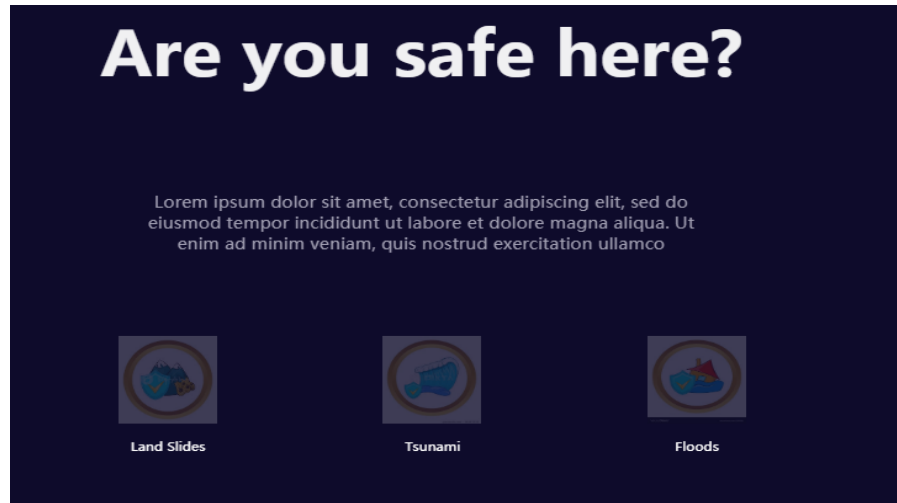 Are you safe here?
Lorem ipsum dolor sit amet, consectetur adipiscing elit, sed do
eiusmod tempor incididunt ut labore et dolore magna aliqua. Ut
enim ad minim veniam, quis nostrud exercitation ullamco
Land Slides
Tsunami
Floods